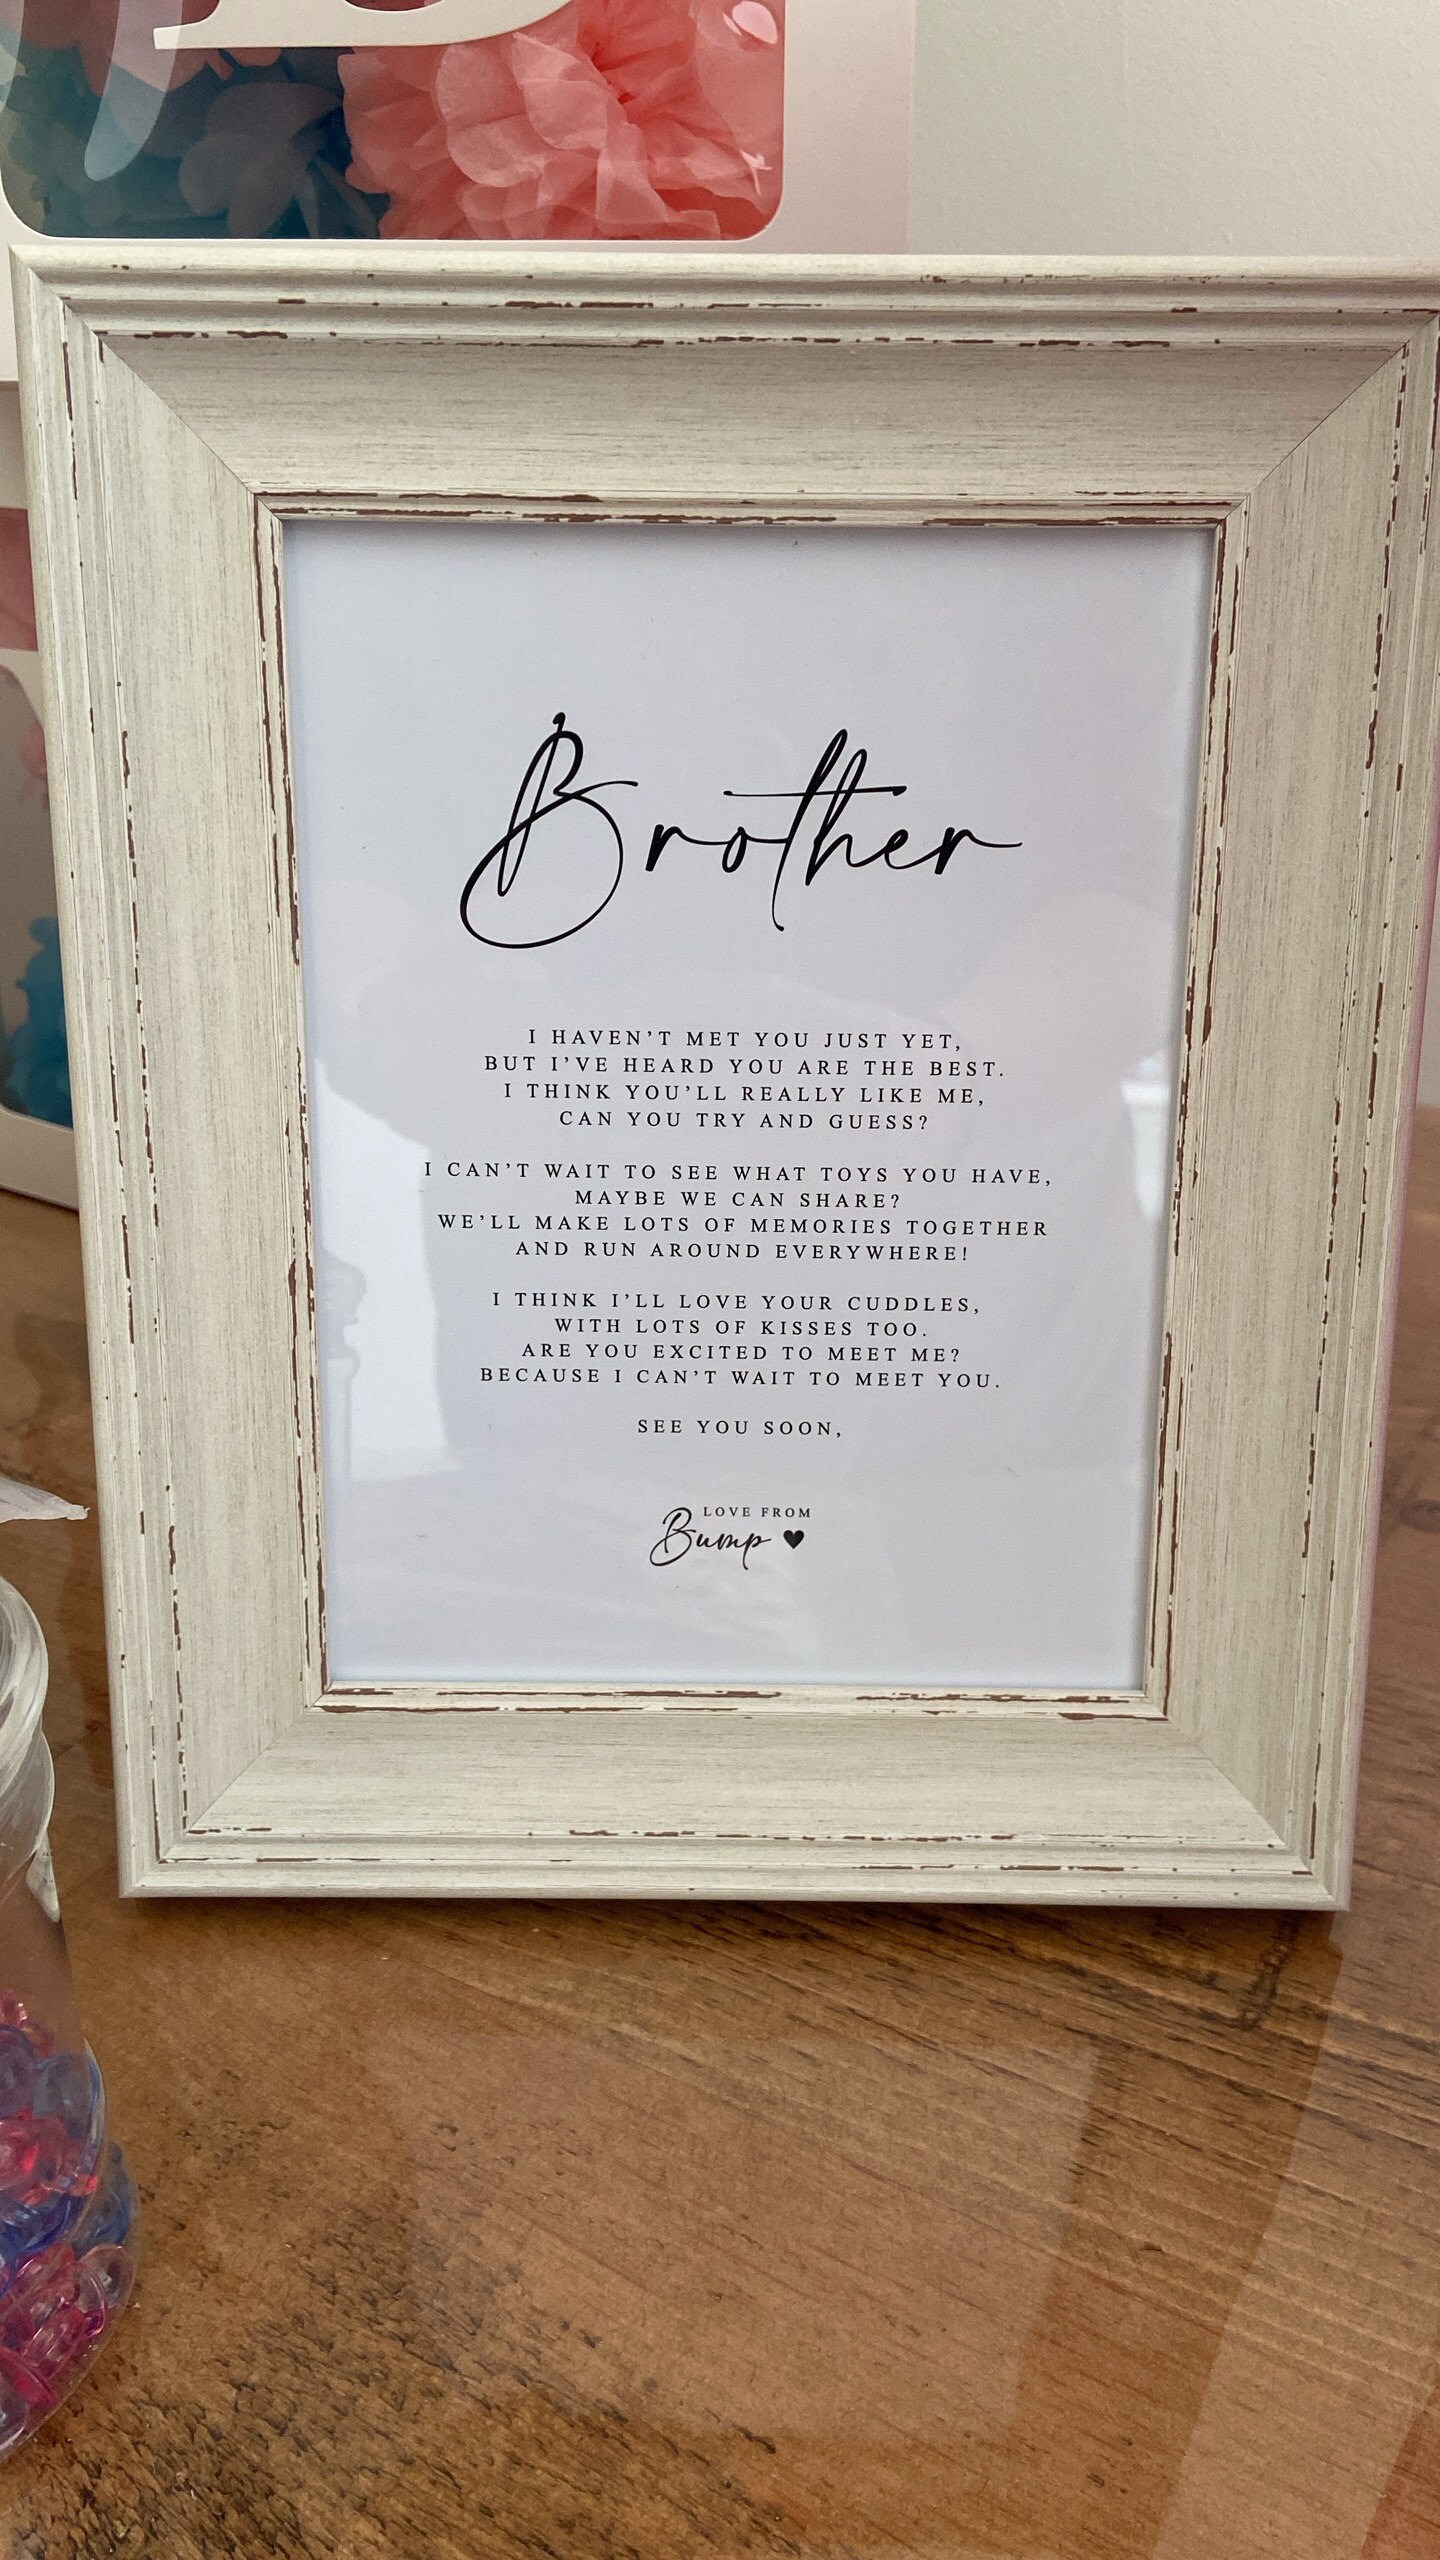 Brother
I HAVEN'T MET YOU JUST YET,
BUT I'VE HEARD YOU ARE THE BEST.
I THINK YOU'LL REALLY LIKE ME,
CAN YOU TRY AND GUESS?
I CAN'T WAIT TO SEE WHAT TOYS YOU HAVE,
MAYBE WE CAN SHARE?
WE'LL MAKE LOTS OF MEMORIES TOGETHER
AND RUN AROUND EVERYWHERE!
I THINK I'LL LOVE YOUR CUDDLES,
WITH LOTS OF KISSES TOO.
ARE YOU EXCITED TO MEET ME?
BECAUSE I CAN'T WAIT TO MEET YOU.
SEE YOU SOON,
LOVE FROM
Bump ♥